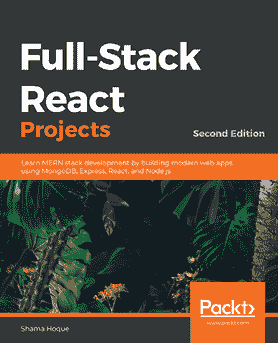 Full-Stack
React
Projects
Second Edition
Learn MERN stack development by building modern web apps
using MongoDB, Express, React, and Node.js
Packt>
www.packt.com
Shama Hoque